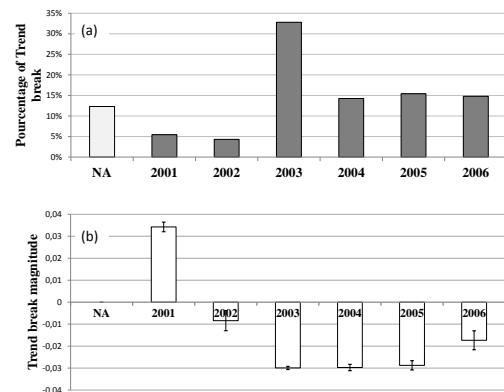 (a)
Pourcentage of Trend
break
35%
30%
25%
20%
15%
10%
5%
0%
NA 2001 2002 2003 2004 2005 2006
(b)
Trend break magnitude
0,04
0,03
0,02
0,01
0
-0,01
-0,02
-0,03
-0,04
NA 2001 2002 2003 2004 2005 2006